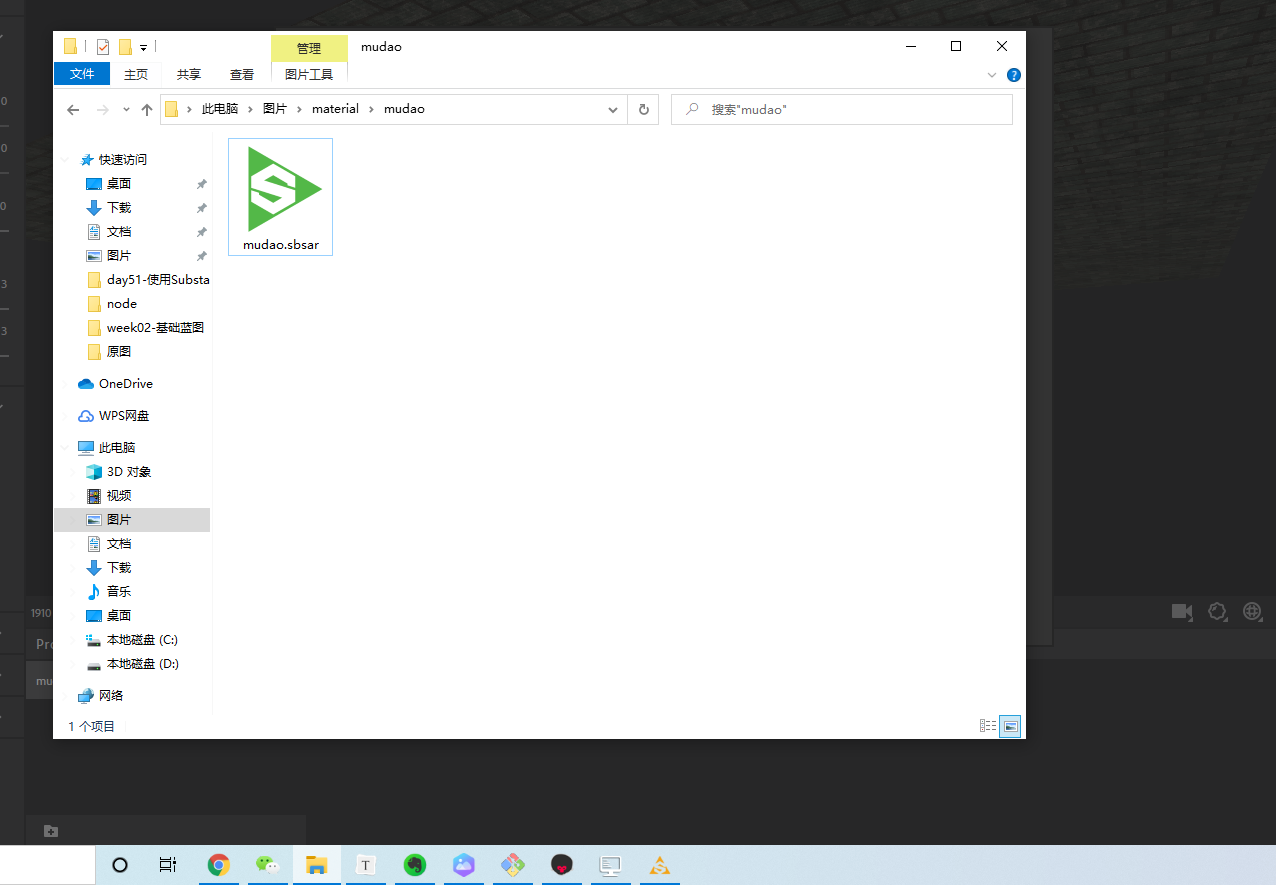 管理
mudao
文件
主页
共享
查看
图片工具
此电脑 › 图片 › material › mudao
搜索"mudao"
快速访问
桌面
下载
文档
图片
day51-使用Substa
node
week02-基础蓝图
原图
OneDrive
WPS网盘
此电脑
3D 对象
视频
图片
文档
下载
音乐
桌面
本地磁盘 (C:)
本地磁盘 (D:)
网络
mudao.sbsar
1 个项目
0
0
0
3
3
1910
Pro
mu